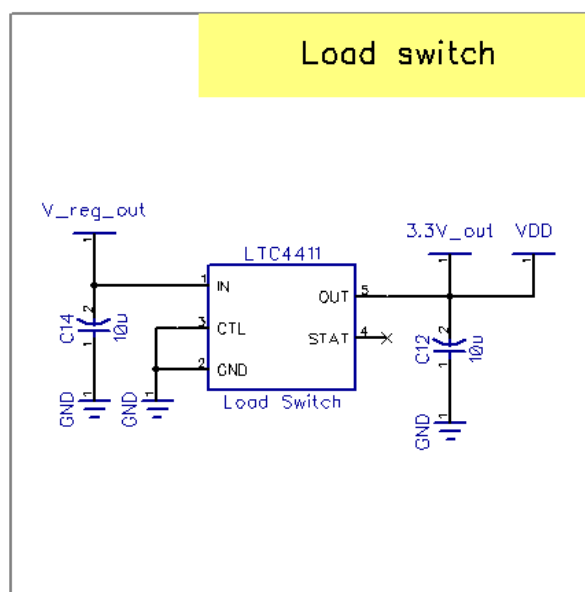 Load switch
V_reg_out
3.3V_out
VDD
1
1
1
LTC4411
1
IN
OUT
5
2
C14
10u
1
3
CTL
STAT
4
2
C12
10u
1
2
GND
1
GND
1
GND
Load Switch
1
GND